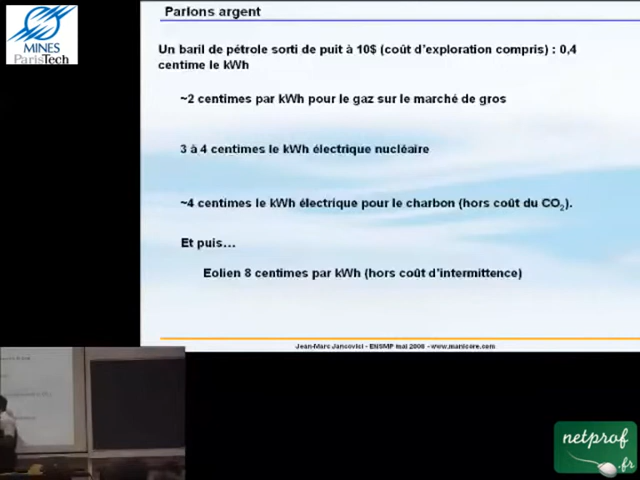 Parlons argent
MINES
ParisTech
Un baril de pétrole sorti de puit à 10$ (coût d'exploration compris) : 0,4
centime le kWh
~2 centimes par kWh pour le gaz sur le marché de gros
3 à 4 centimes le kWh électrique nucléaire
~4 centimes le kWh électrique pour le charbon (hors coût du CO2).
Et puis...
Eolien 8 centimes par kWh (hors coût d'intermittence)
Jean-Marc Jancovici - ENSMP mai 2008 - www.manicore.com
netprof
.fr